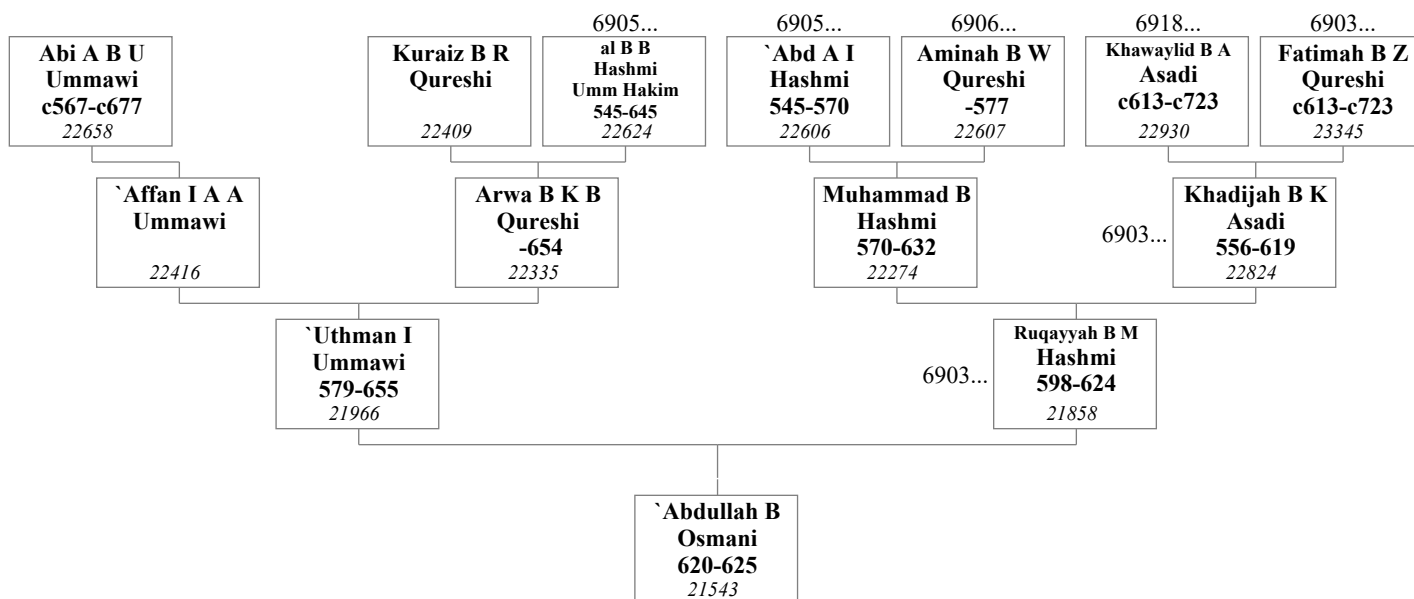 6905...
6905...
6906...
6918...
6903...
Abi A B U
Ummawi
c567-c677
22658
Kuraiz B R
Qureshi
22409
al B B
Hashmi
Umm Hakim
545-645
22624
`Abd A I
Hashmi
545-570
22606
Aminah B W
Qureshi
-577
22607
Khawaylid B A
Asadi
c613-c723
22930
Fatimah B Z
Qureshi
c613-c723
23345
`Affan I A A
Ummawi
22416
Arwa B K B
Qureshi
-654
22335
Muhammad B
Hashmi
570-632
22274
6903...
Khadijah B K
Asadi
556-619
22824
`Uthman I
Ummawi
579-655
21966
6903...
Ruqayyah B M
Hashmi
598-624
21858
`Abdullah B
Osmani
620-625
21543